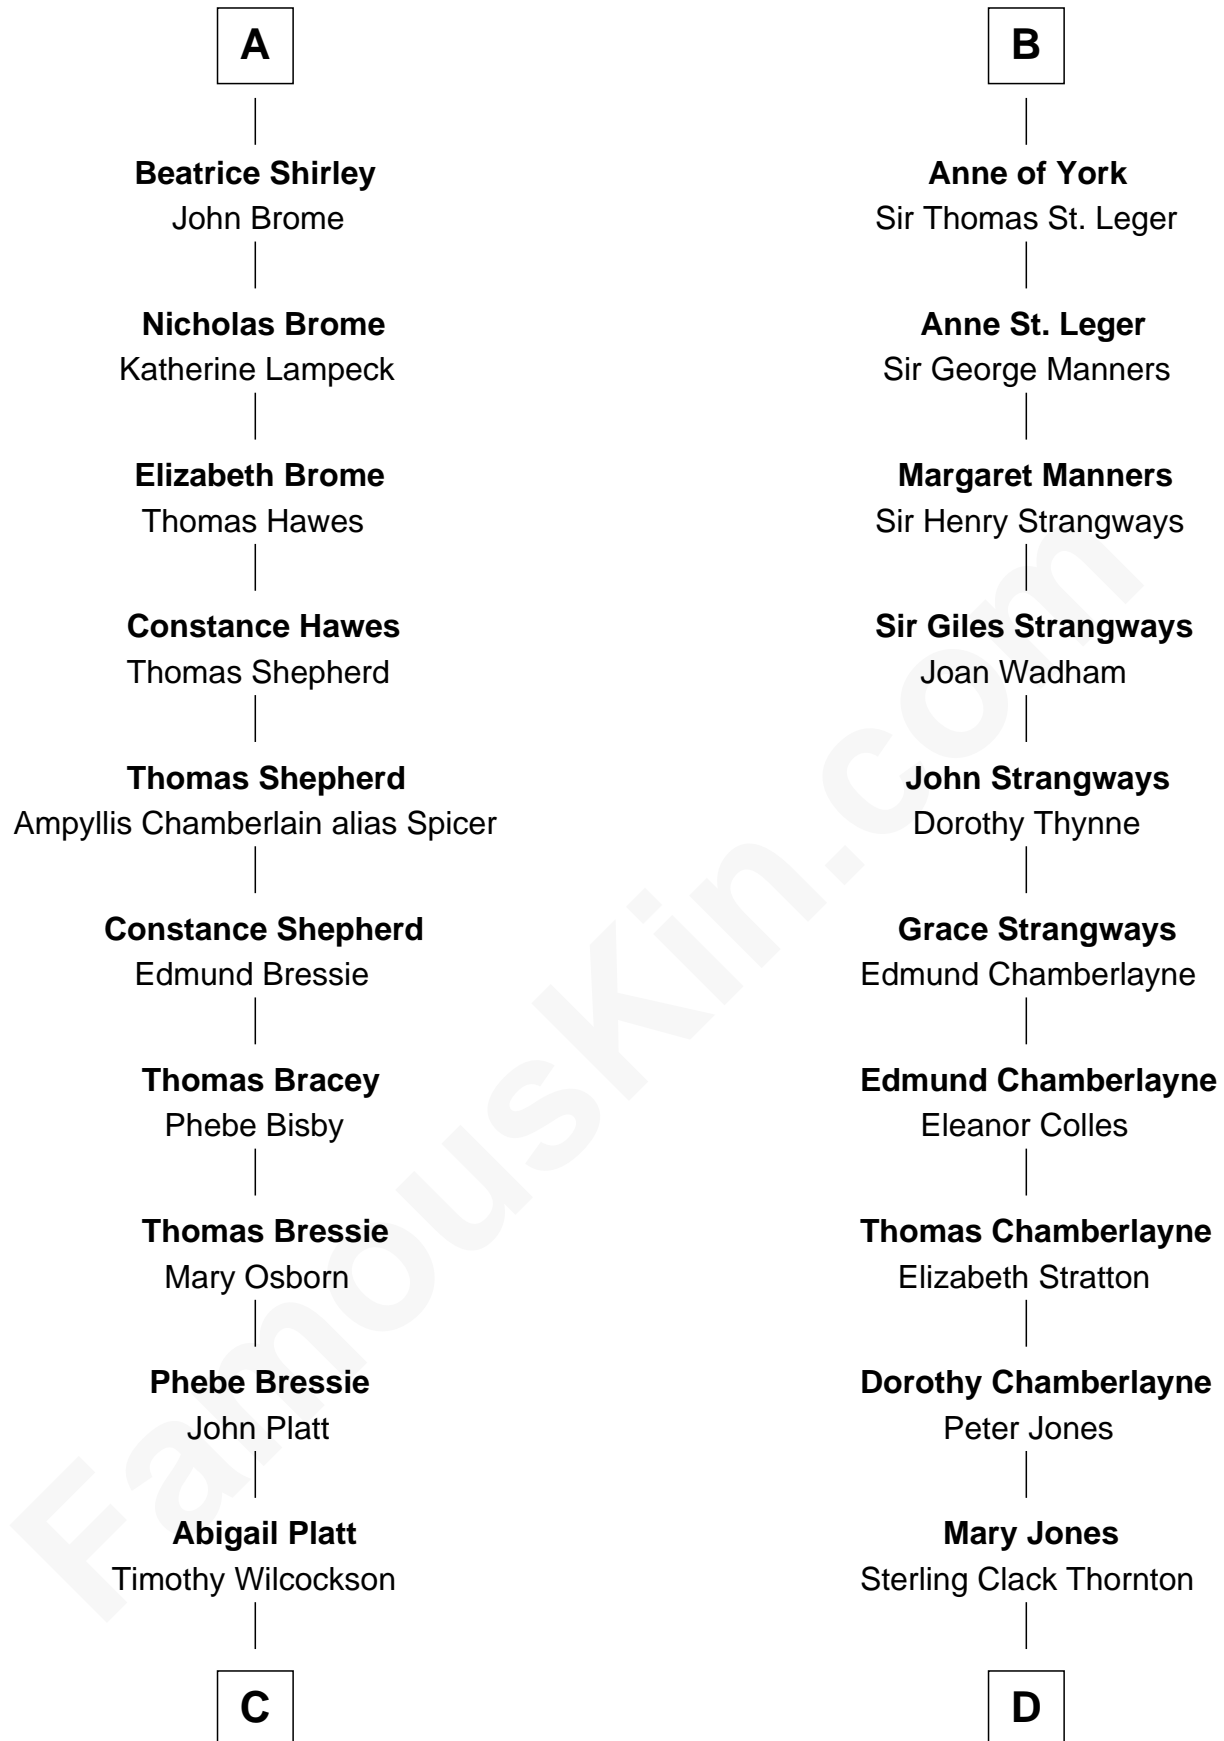 A
Beatrice Shirley
John Brome
Nicholas Brome
Katherine Lampeck
Elizabeth Brome
Thomas Hawes
Constance Hawes
Thomas Shepherd
Thomas Shepherd
Ampyllis Chamberlain alias Spicer
Constance Shepherd
Edmund Bressie
Thomas Bracey
Phebe Bisby
Thomas Bressie
Mary Osborn
Phebe Bressie
John Platt
Abigail Platt
Timothy Wilcockson
C
B
Anne of York
Sir Thomas St. Leger
Anne St. Leger
Sir George Manners
Margaret Manners
Sir Henry Strangways
Sir Giles Strangways
Joan Wadham
John Strangways
Dorothy Thynne
Grace Strangways
Edmund Chamberlayne
Edmund Chamberlayne
Eleanor Colles
Thomas Chamberlayne
Elizabeth Stratton
Dorothy Chamberlayne
Peter Jones
Mary Jones
Sterling Clack Thornton
D
FamousKin.com